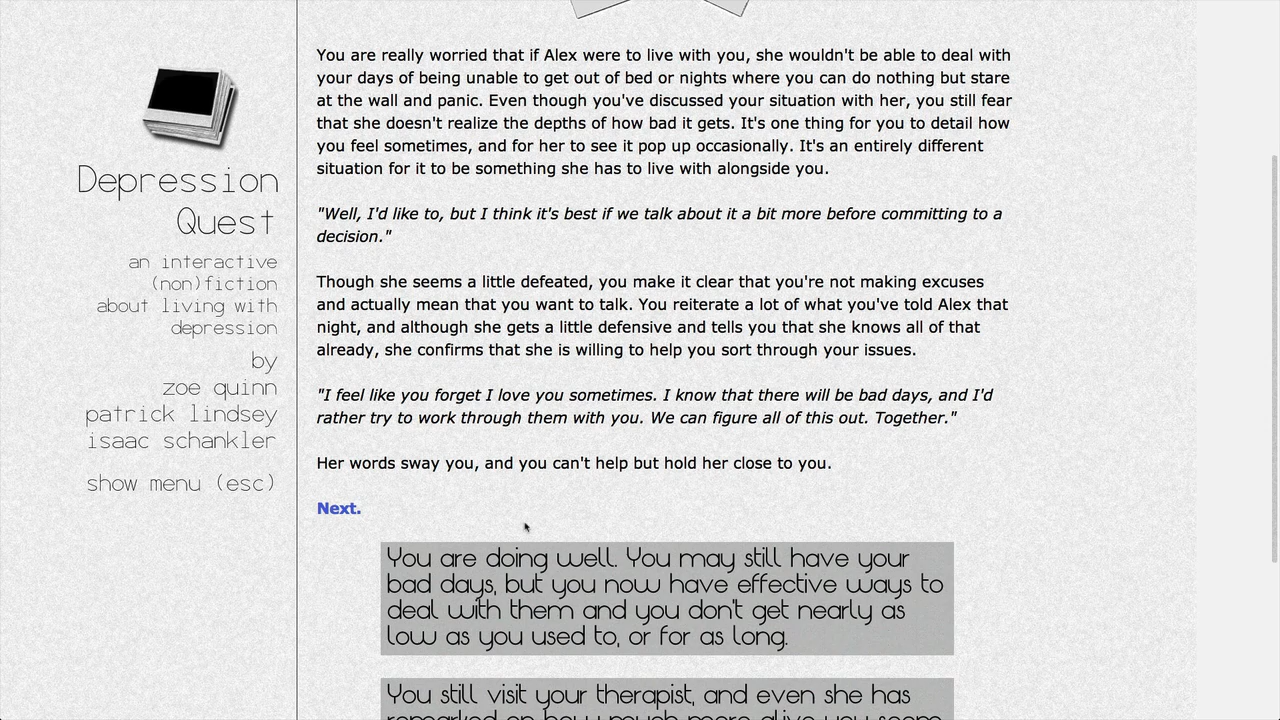 Depression
Quest
an interactive
(non)fiction
about living with
depression
by
zoe quinn
patrick lindsey
isaac schankler
show menu (esc)
You are really worried that if Alex were to live with you, she wouldn't be able to deal with
your days of being unable to get out of bed or nights where you can do nothing but stare
at the wall and panic. Even though you've discussed your situation with her, you still fear
that she doesn't realize the depths of how bad it gets. It's one thing for you to detail how
you feel sometimes, and for her to see it pop up occasionally. It's an entirely different
situation for it to be something she has to live with alongside you.
"Well, I'd like to, but I think it's best if we talk about it a bit more before committing to a
decision."
Though she seems a little defeated, you make it clear that you're not making excuses
and actually mean that you want to talk. You reiterate a lot of what you've told Alex that
night, and although she gets a little defensive and tells you that she knows all of that
already, she confirms that she is willing to help you sort through your issues.
"I feel like you forget I love you sometimes. I know that there will be bad days, and I'd
rather try to work through them with you. We can figure all of this out. Together."
Her words sway you, and you can't help but hold her close to you.
Next.
You are doing well. You may still have your
bad days, but you now have effective ways to
deal with them and you don't get nearly as
low as you used to, or for as long.
You still visit your therapist, and even she has
remarked on how much more alive you seem